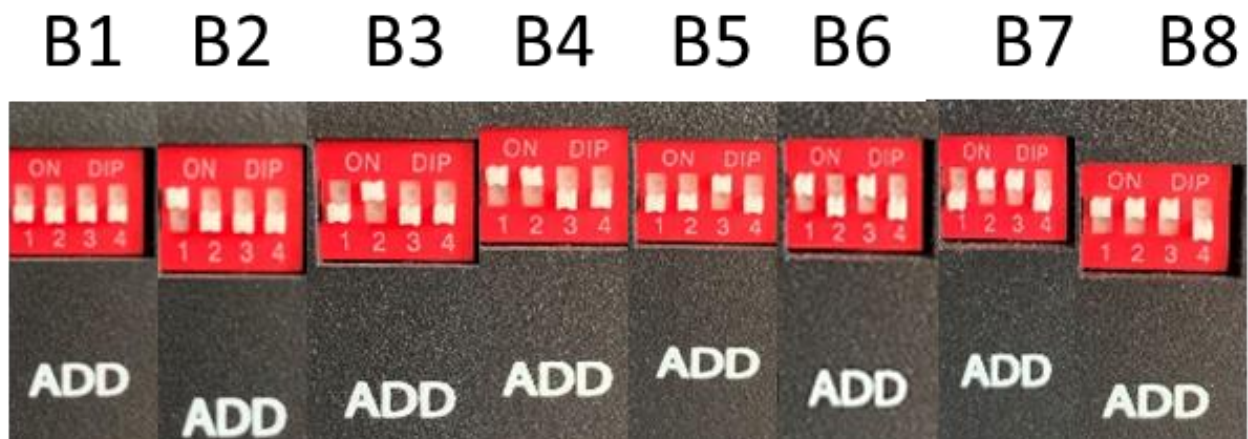 B1 B2 B3 B4 B5 B6 B7 B8
ON DIP ON DIP ON DIP ON DIP ON DIP ON DIP ON DIP ON DIP
1 2 3 4 1 2 3 4 1 2 3 4 1 2 3 4 1 2 3 4 1 2 3 4 1 2 3 4 1 2 3 4
ADD ADD ADD ADD ADD ADD ADD ADD